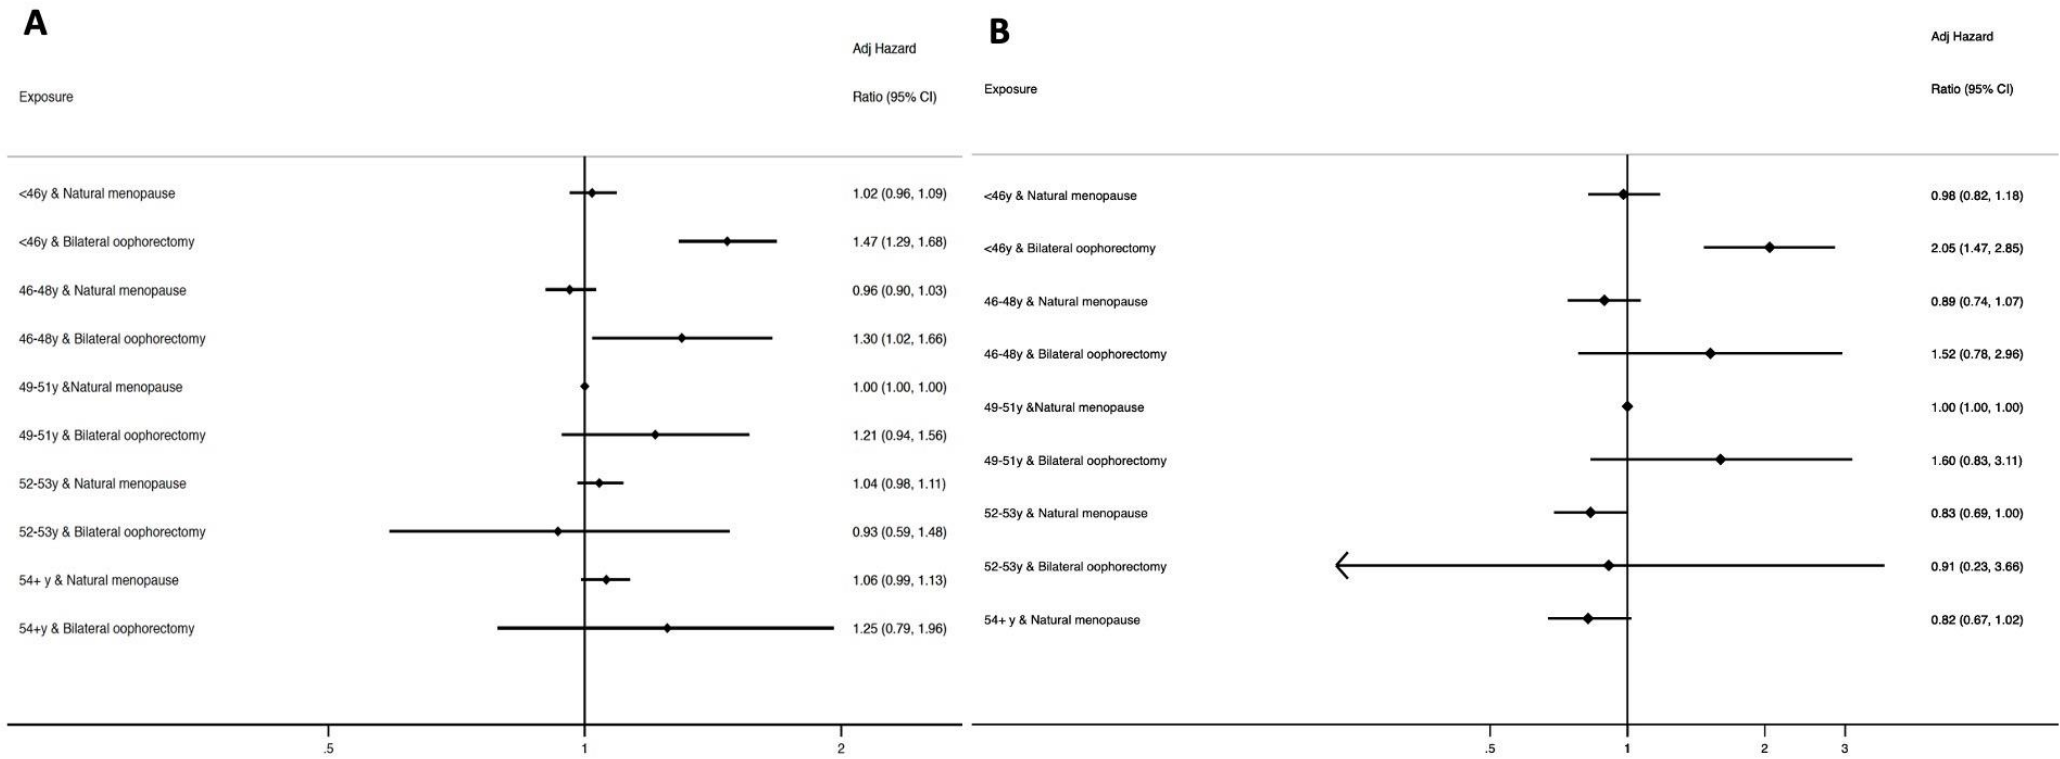 A
Adj Hazard
Exposure Ratio (95% CI)
<46y & Natural menopause 1.02 (0.96, 1.09)
<46y & Bilateral oophorectomy 1.47 (1.29, 1.68)
46-48y & Natural menopause 0.96 (0.90, 1.03)
46-48y & Bilateral oophorectomy 1.30 (1.02, 1.66)
49-51y &Natural menopause 1.00 (1.00, 1.00)
49-51y & Bilateral oophorectomy 1.21 (0.94, 1.56)
52-53y & Natural menopause 1.04 (0.98, 1.11)
52-53y & Bilateral oophorectomy 0.93 (0.59, 1.48)
54+ y & Natural menopause 1.06 (0.99, 1.13)
54+y & Bilateral oophorectomy 1.25 (0.79, 1.96)
.5 1 2
B
Adj Hazard
Exposure Ratio (95% CI)
<46y & Natural menopause 0.98 (0.82, 1.18)
<46y & Bilateral oophorectomy 2.05 (1.47, 2.85)
46-48y & Natural menopause 0.89 (0.74, 1.07)
46-48y & Bilateral oophorectomy 1.52 (0.78, 2.96)
49-51y &Natural menopause 1.00 (1.00, 1.00)
49-51y & Bilateral oophorectomy 1.60 (0.83, 3.11)
52-53y & Natural menopause 0.83 (0.69, 1.00)
52-53y & Bilateral oophorectomy 0.91 (0.23, 3.66)
54+ y & Natural menopause 0.82 (0.67, 1.02)
.5 1 2 3